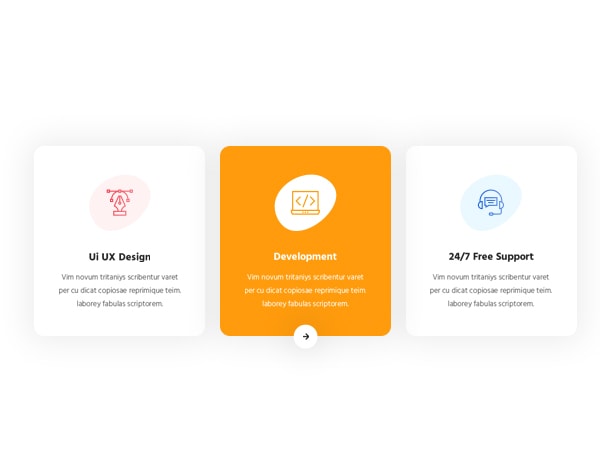 Ui UX Design
Vim novum tritaniys scribentur varet
per cu dicat copiosae reprimique teim.
laborey fabulas scriptorem.
Development
Vim novum tritaniys scribentur varet
per cu dicat copiosae reprimique teim.
laborey fabulas scriptorem.
24/7 Free Support
Vim novum tritaniys scribentur varet
per cu dicat copiosae reprimique teim.
laborey fabulas scriptorem.